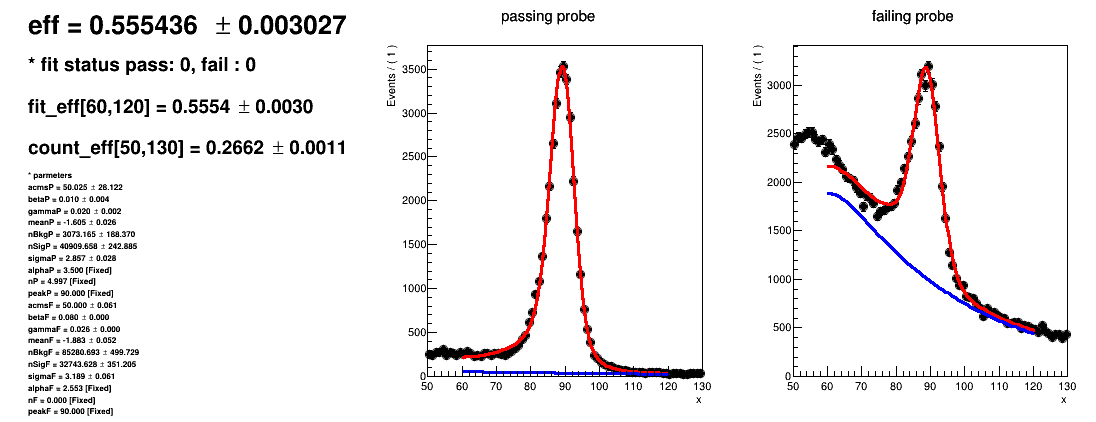 eff = 0.555436 ± 0.003027
* fit status pass: 0, fail : 0
fit_eff[60,120] = 0.5554 ± 0.0030
count_eff[50,130] = 0.2662 ± 0.0011
* parmeters
acmsP = 50.025 ± 28.122
betaP = 0.010 ± 0.004
gammaP = 0.020 ± 0.002
meanP = -1.605 ± 0.026
nBkgP = 3073.165 ± 188.370
nSigP = 40909.658 ± 242.885
sigmaP = 2.857 ± 0.028
alphaP = 3.500 [Fixed]
nP = 4.997 [Fixed]
peakP = 90.000 [Fixed]
acmsF = 50.000 ± 0.061
betaF = 0.080 ± 0.000
gammaF = 0.026 ± 0.000
meanF = -1.883 ± 0.052
nBkgF = 85280.693 ± 499.729
nSigF = 32743.628 ± 351.205
sigmaF = 3.189 ± 0.061
alphaF = 2.553 [Fixed]
nF = 0.000 [Fixed]
peakF = 90.000 [Fixed]
passing probe
Events / ( 1 )
3500
3000
2500
2000
1500
1000
500
0
50 60 70 80 90 100 110 120 130
x
failing probe
Events / ( 1 )
3000
2500
2000
1500
1000
500
0
50 60 70 80 90 100 110 120 130
x